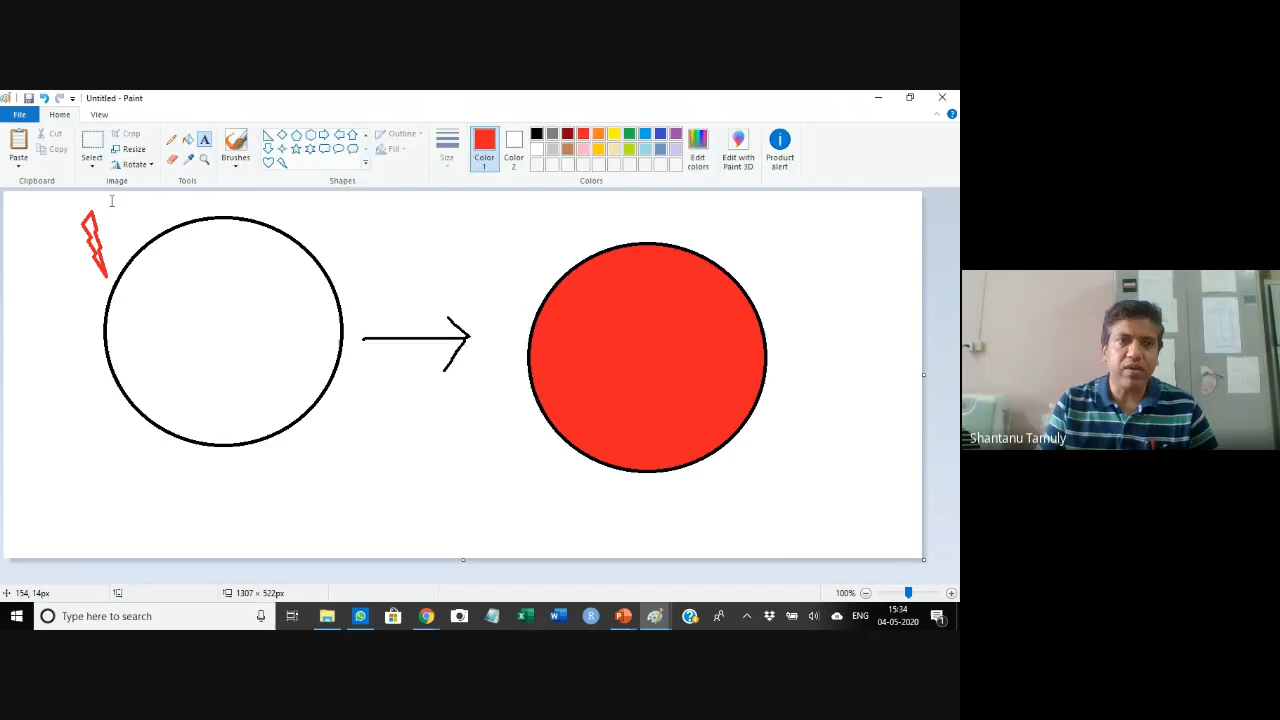 Untitled - Paint
File Home View
Paste
Cut
Copy
Clipboard
Select
Crop
Resize
Rotate
Image
Tools
Brushes
Shapes
Outline
Fill
Size
Color 1
Color 2
Edit colors
Edit with Paint 3D
Product alert
Colors
Shantanu Tamuly
154, 14px
1307 × 522px
100%
Type here to search
ENG
15:34
04-05-2020